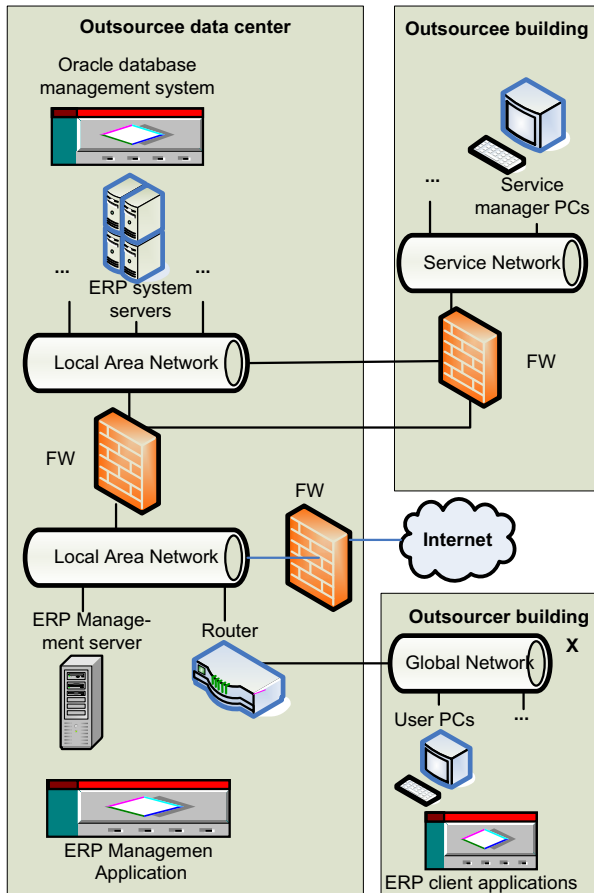 Outsourcee data center
Oracle database
management system
...
...
ERP system
servers
Local Area Network
FW
FW
Local Area Network
ERP Manage-
ment server
Router
ERP Managemen
Application
Outsourcee building
...
Service
manager PCs
Service Network
FW
Internet
Outsourcer building
X
Global Network
User PCs
...
ERP client applications